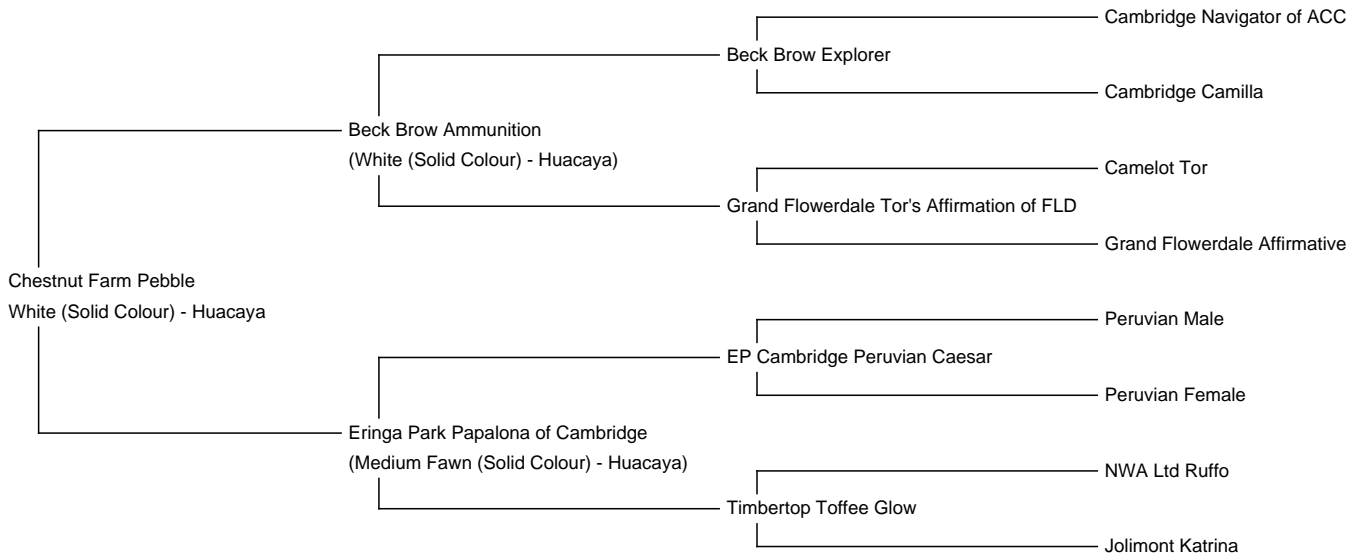 Cambridge Navigator of ACC
Beck Brow Explorer
Cambridge Camilla
Beck Brow Ammunition
(White (Solid Colour) - Huacaya)
Camelot Tor
Grand Flowerdale Tor's Affirmation of FLD
Grand Flowerdale Affirmative
Chestnut Farm Pebble
White (Solid Colour) - Huacaya
Peruvian Male
EP Cambridge Peruvian Caesar
Peruvian Female
Eringa Park Papalona of Cambridge
(Medium Fawn (Solid Colour) - Huacaya)
NWA Ltd Ruffo
Timbertop Toffee Glow
Jolimont Katrina